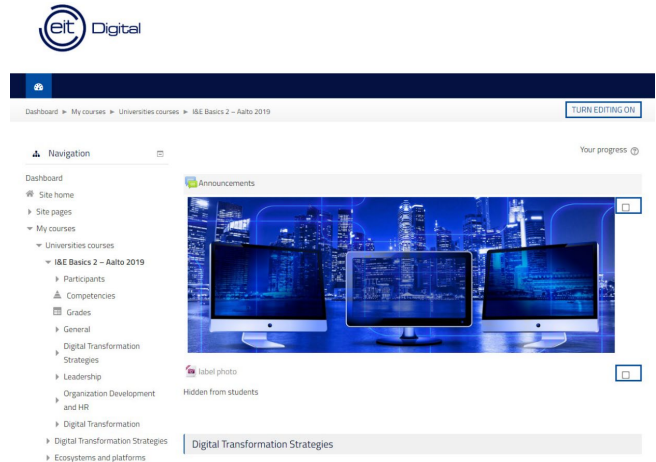 eit Digital
Dashboard ► My courses ► Universities courses ► I&E Basics 2 – Aalto 2019
TURN EDITING ON
Navigation
Your progress
Dashboard
Site home
Site pages
My courses
Universities courses
I&E Basics 2 – Aalto 2019
Participants
Competencies
Grades
General
Digital Transformation
Strategies
Leadership
Organization Development
and HR
Digital Transformation
Digital Transformation Strategies
Ecosystems and platforms
Announcements
label photo
Hidden from students
Digital Transformation Strategies